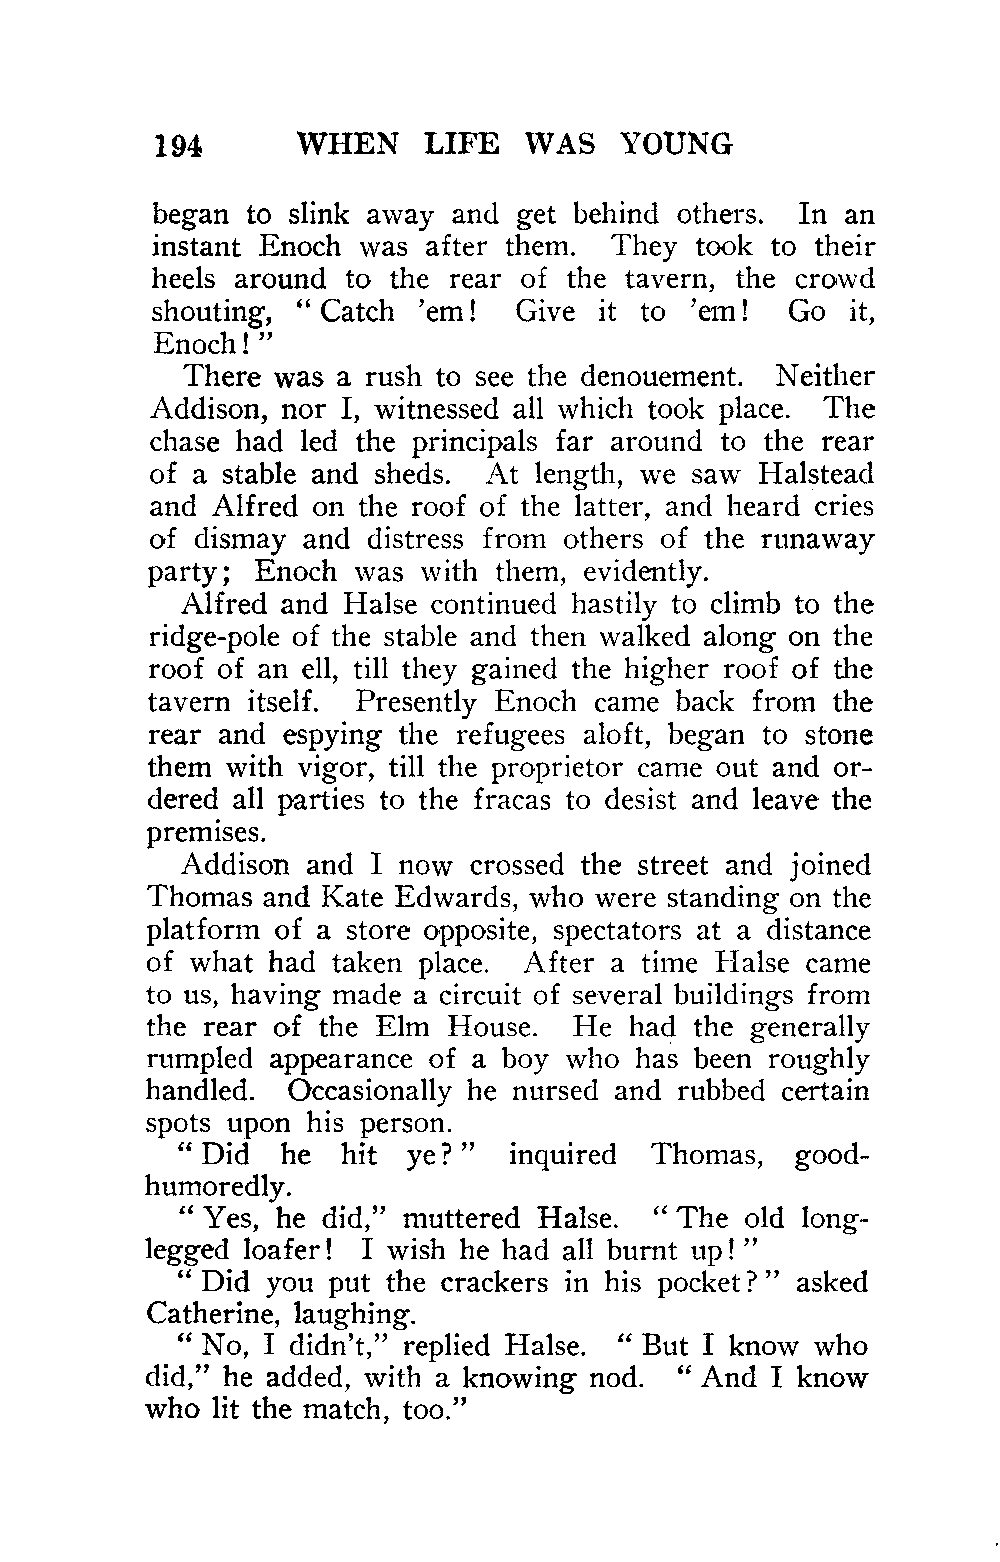 194 WHEN LIFE WAS YOUNG
began to slink away and get behind others. In an
instant Enoch was after them. They took to their
heels around to the rear of the tavern, the crowd
shouting, “ Catch ’em! Give it to ’em! Go it,
Enoch! ”
There was a rush to see the denouement. Neither
Addison, nor I, witnessed all which took place. The
chase had led the principals far around to the rear
of a stable and sheds. At length, we saw Halstead
and Alfred on the roof of the latter, and heard cries
of dismay and distress from others of the runaway
party; Enoch was with them, evidently.
Alfred and Halse continued hastily to climb to the
ridge-pole of the stable and then walked along on the
roof of an ell, till they gained the higher roof of the
tavern itself. Presently Enoch came back from the
rear and espying the refugees aloft, began to stone
them with vigor, till the proprietor came out and or-
dered all parties to the fracas to desist and leave the
premises.
Addison and I now crossed the street and joined
Thomas and Kate Edwards, who were standing on the
platform of a store opposite, spectators at a distance
of what had taken place. After a time Halse came
to us, having made a circuit of several buildings from
the rear of the Elm House. He had the generally
rumpled appearance of a boy who has been roughly
handled. Occasionally he nursed and rubbed certain
spots upon his person.
“ Did he hit ye? ” inquired Thomas, good-
humoredly.
“ Yes, he did,” muttered Halse. “ The old long-
legged loafer! I wish he had all burnt up! ”
“ Did you put the crackers in his pocket? ” asked
Catherine, laughing.
“ No, I didn’t,” replied Halse. “ But I know who
did,” he added, with a knowing nod. “ And I know
who lit the match, too.”